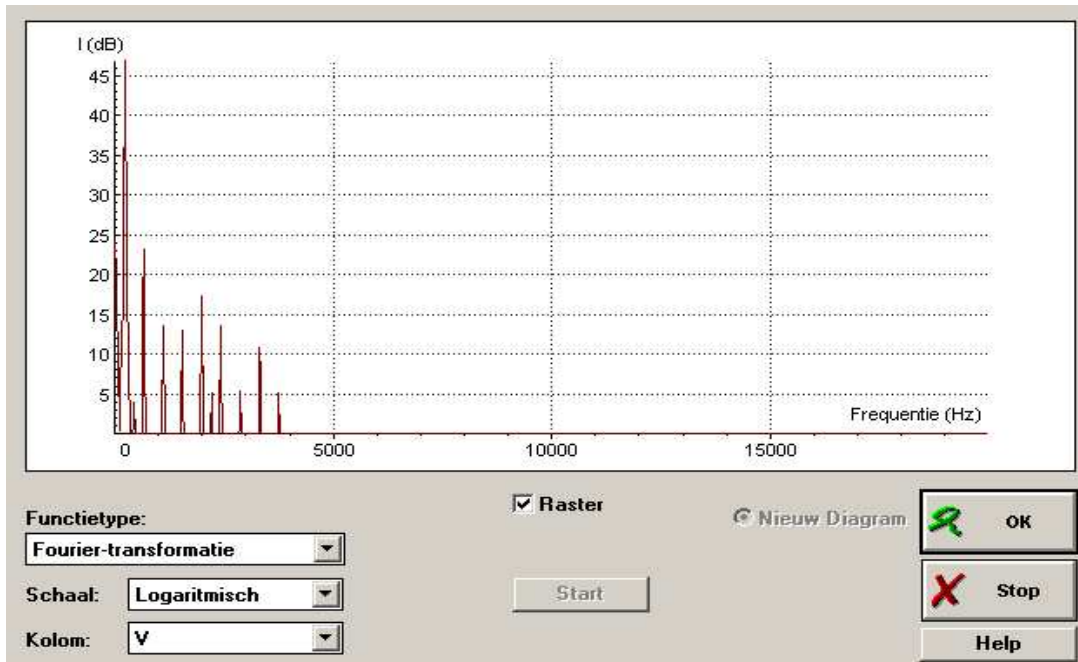 I (dB)
45
40
35
30
25
20
15
10
5
Frequentie (Hz)
0 5000 10000 15000
Functietype:
Fourier-transformatie
Schaal: Logaritmisch
Kolom: V
Raster
Start
Nieuw Diagram
OK
Stop
Help